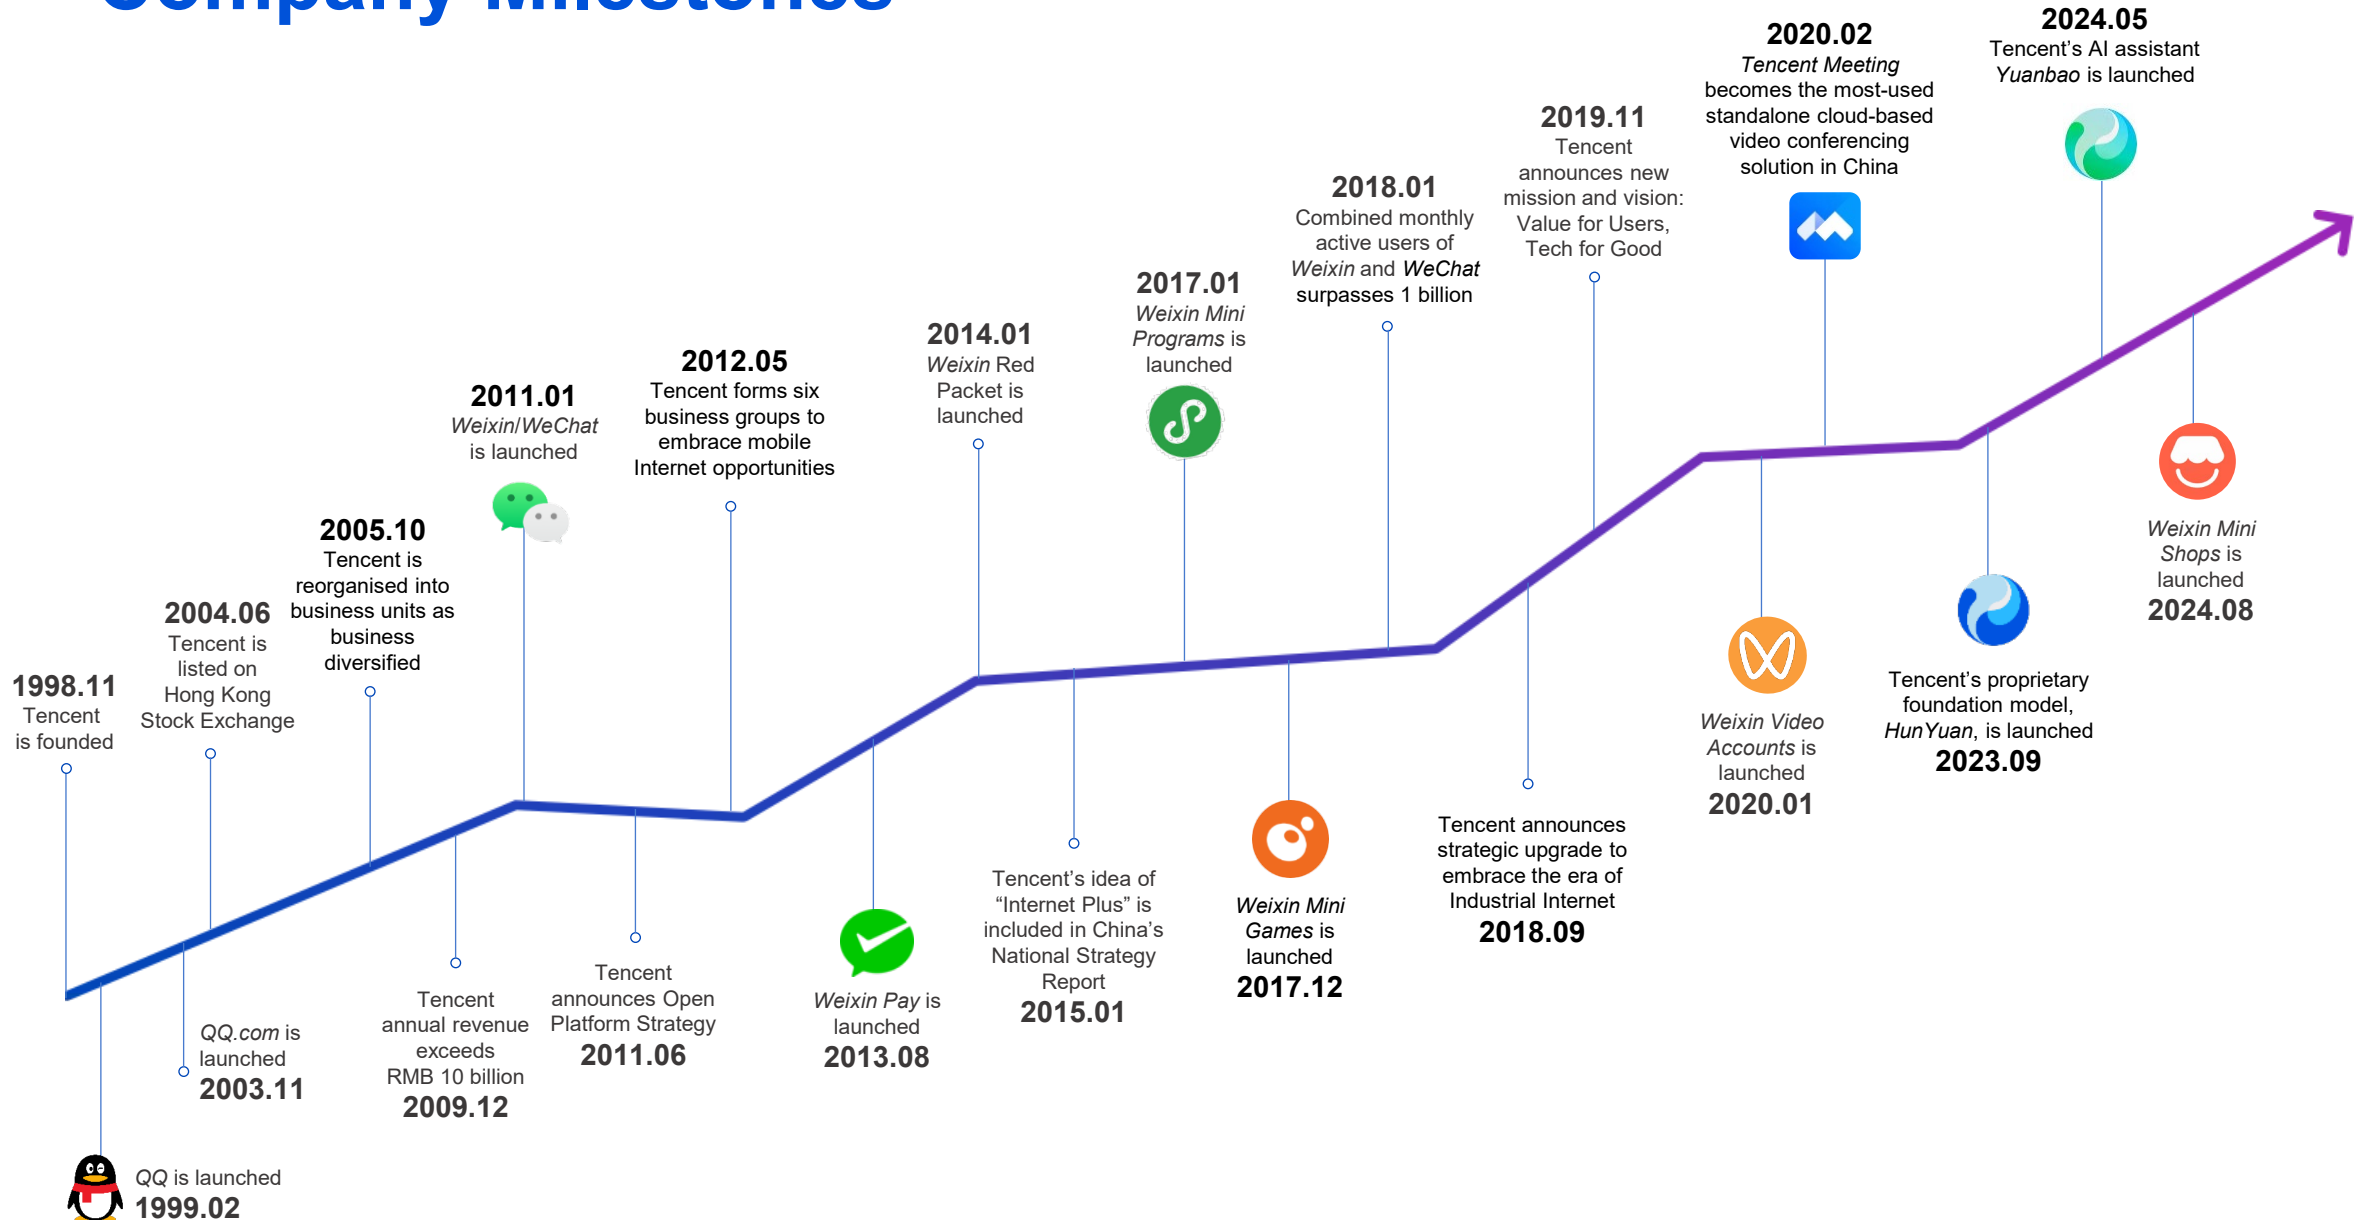 Company Milestones
1998.11
Tencent
is founded
QQ is launched
1999.02
QQ.com is
launched
2003.11
2004.06
Tencent is
listed on
Hong Kong
Stock Exchange
2005.10
Tencent is
reorganised into
business units as
business
diversified
Tencent
annual revenue
exceeds
RMB 10 billion
2009.12
2011.01
Weixin/WeChat
is launched
Tencent
announces Open
Platform Strategy
2011.06
2012.05
Tencent forms six
business groups to
embrace mobile
Internet opportunities
Weixin Pay is
launched
2013.08
2014.01
Weixin Red
Packet is
launched
Tencent’s idea of
“Internet Plus” is
included in China’s
National Strategy
Report
2015.01
2017.01
Weixin Mini
Programs is
launched
Weixin Mini
Games is
launched
2017.12
2018.01
Combined monthly
active users of
Weixin and WeChat
surpasses 1 billion
Tencent announces
strategic upgrade to
embrace the era of
Industrial Internet
2018.09
2019.11
Tencent
announces new
mission and vision:
Value for Users,
Tech for Good
Weixin Video
Accounts is
launched
2020.01
2020.02
Tencent Meeting
becomes the most-used
standalone cloud-based
video conferencing
solution in China
Tencent’s proprietary
foundation model,
HunYuan, is launched
2023.09
2024.05
Tencent’s AI assistant
Yuanbao is launched
Weixin Mini
Shops is
launched
2024.08